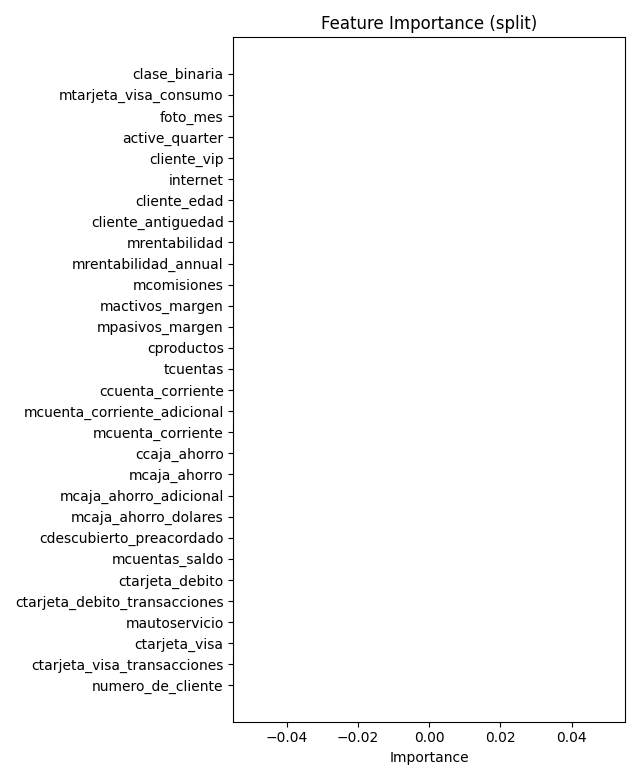 Feature Importance (split)
clase_binaria
mtarjeta_visa_consumo
foto_mes
active_quarter
cliente_vip
internet
cliente_edad
cliente_antiguedad
mrentabilidad
mrentabilidad_annual
mcomisiones
mactivos_margen
mpasivos_margen
cproductos
tcuentas
ccuenta_corriente
mcuenta_corriente_adicional
mcuenta_corriente
ccaja_ahorro
mcaja_ahorro
mcaja_ahorro_adicional
mcaja_ahorro_dolares
cdescubierto_preacordado
mcuentas_saldo
ctarjeta_debito
ctarjeta_debito_transacciones
mautoservicio
ctarjeta_visa
ctarjeta_visa_transacciones
numero_de_cliente
−0.04 −0.02 0.00 0.02 0.04
Importance